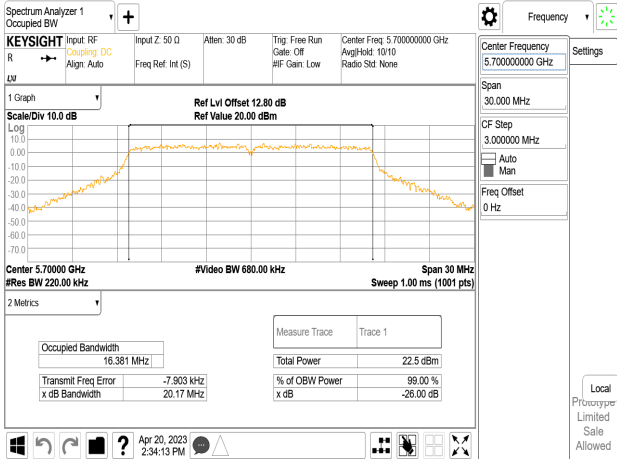 Spectrum Analyzer 1
Occupied BW
Frequency
KEYSIGHT
R
LXI
Input: RF
Coupling: DC
Align: Auto
Input Z: 50 Ω
Freq Ref: Int (S)
Atten: 30 dB
Trig: Free Run
Gate: Off
#IF Gain: Low
Center Freq: 5.700000000 GHz
Avg|Hold: 10/10
Radio Std: None
Center Frequency
5.700000000 GHz
Settings
Span
30.000 MHz
CF Step
3.000000 MHz
Auto
Man
Freq Offset
0 Hz
1 Graph
Scale/Div 10.0 dB
Ref Lvl Offset 12.80 dB
Ref Value 20.00 dBm
Log
10.0
0.00
-10.0
-20.0
-30.0
-40.0
-50.0
-60.0
-70.0
Center 5.70000 GHz
#Video BW 680.00 kHz
Span 30 MHz
#Res BW 220.00 kHz
Sweep 1.00 ms (1001 pts)
2 Metrics
Measure Trace
Trace 1
Occupied Bandwidth
16.381 MHz
Total Power
22.5 dBm
Transmit Freq Error
-7.903 kHz
% of OBW Power
99.00 %
x dB Bandwidth
20.17 MHz
x dB
-26.00 dB
Local
Prototype
Limited
Sale
Allowed
?
Apr 20, 2023
2:34:13 PM